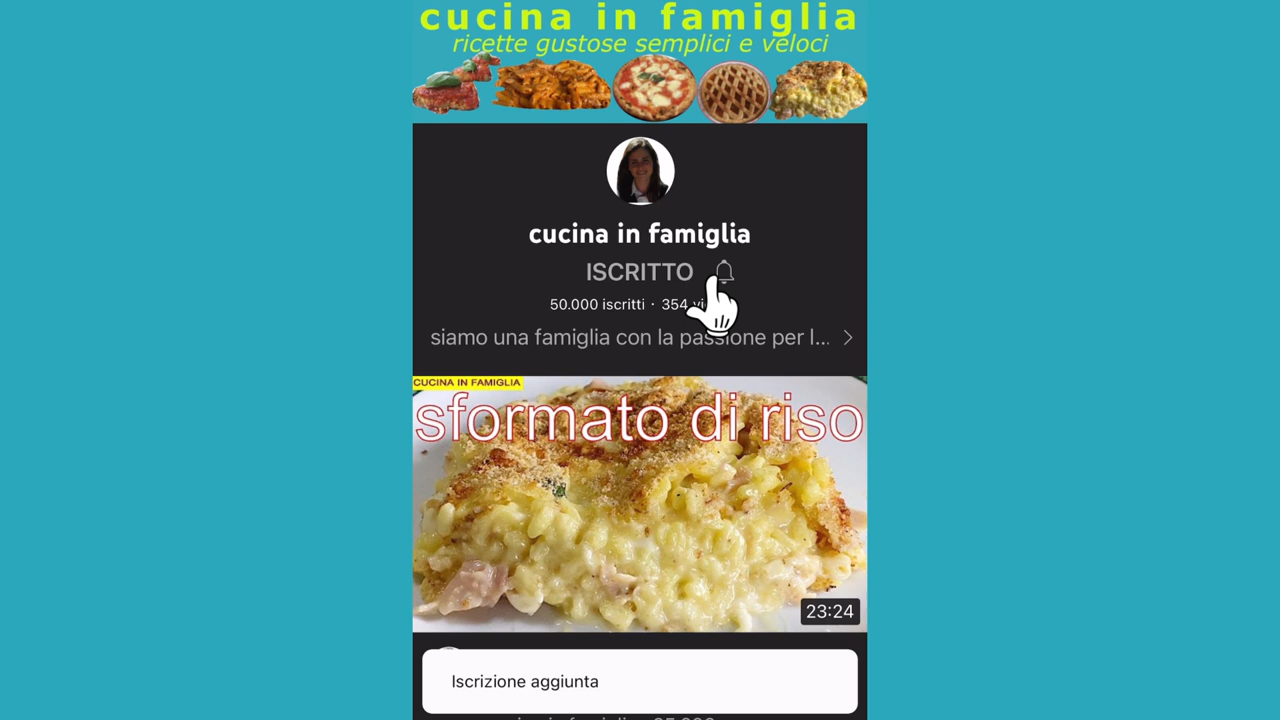 cucina in famiglia
ricette gustose semplici e veloci
cucina in famiglia
ISCRITTO
50.000 iscritti · 354
siamo una famiglia con la passione per l...
CUCINA IN FAMIGLIA
sformato di riso
23:24
Iscrizione aggiunta